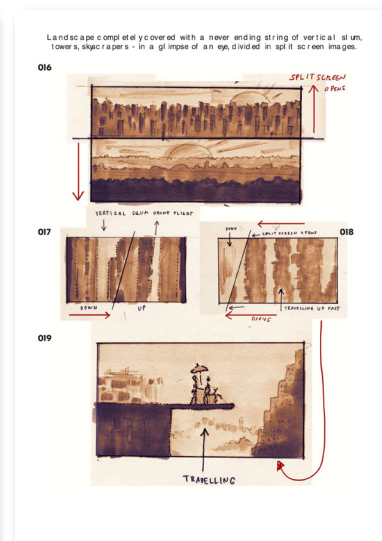 Landscape completely covered with a never ending string of vertical slum,
towers, skyscrapers - in a glimpse of an eye, divided in split screen images.
016
SPLIT SCREEN
OPENS
VERTICAL SLUM DRONE FLIGHT
017
DOWN
UP
018
DOWN
SPLIT SCREEN OPENS
TRAVELLING UP FAST
OPENS
019
TRAVELLING